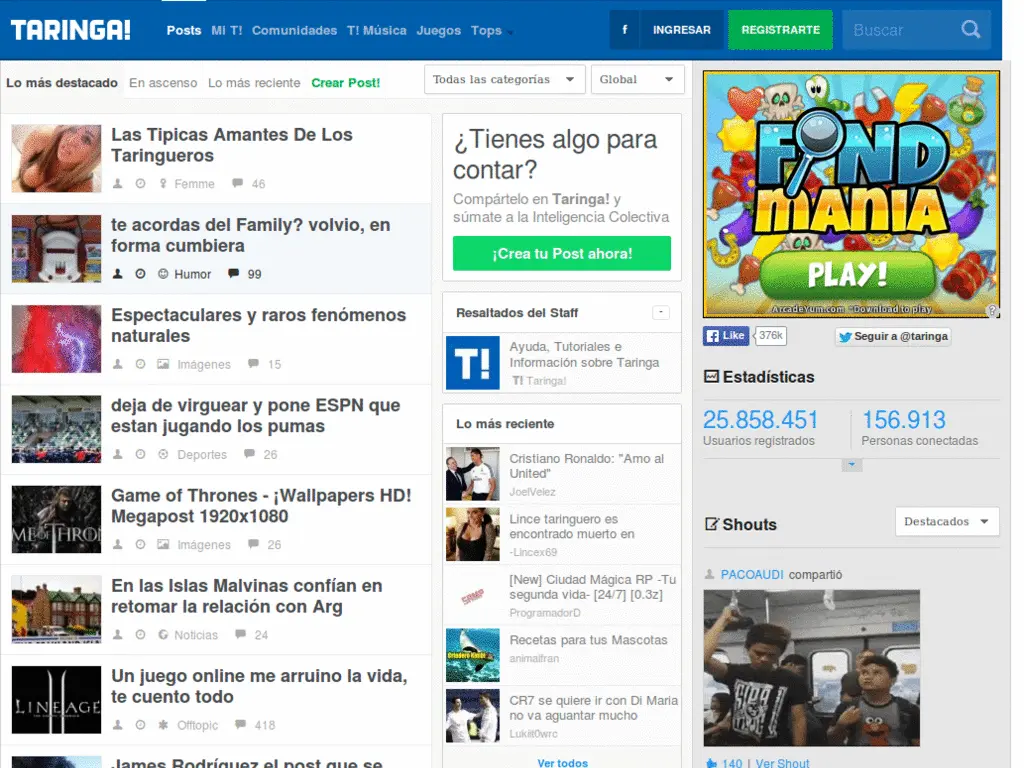 TARINGA!
Posts Mi T! Comunidades T! Música Juegos Tops
f INGRESAR REGISTRARTE Buscar
Lo más destacado En ascenso Lo más reciente Crear Post!
Todas las categorías Global
Las Tipicas Amantes De Los
Taringueros
Femme 46
te acordas del Family? volvio, en
forma cumbiera
Humor 99
Espectaculares y raros fenómenos
naturales
Imágenes 15
deja de virguear y pone ESPN que
estan jugando los pumas
Deportes 26
Game of Thrones - ¡Wallpapers HD!
Megapost 1920x1080
Imágenes 26
En las Islas Malvinas confían en
retomar la relación con Arg
Noticias 24
LINEAGE
Un juego online me arruino la vida,
te cuento todo
Offtopic 418
James Rodríguez el post que se
¿Tienes algo para
contar?
Compártelo en Taringa! y
súmate a la Inteligencia Colectiva
¡Crea tu Post ahora!
Resaltados del Staff -
T!
Ayuda, Tutoriales e
Información sobre Taringa
T! Taringa!
Lo más reciente
Cristiano Ronaldo: "Amo al
United"
JoelVelez
Lince taringuero es
encontrado muerto en
-Lincex69
SAMP
[New] Ciudad Mágica RP -Tu
segunda vida- [24/7] [0.3z]
ProgramadorD
Recetas para tus Mascotas
animalfran
CR7 se quiere ir con Di Maria
no va aguantar mucho
Lukiit0wrc
Ver todos
FIND
MANIA
PLAY!
ArcadeYum.com *Download to play
Like 376k
Seguir a @taringa
Estadísticas
25.858.451 156.913
Usuarios registrados Personas conectadas
Shouts Destacados
PACOAUDI compartió
140 | Ver Shout